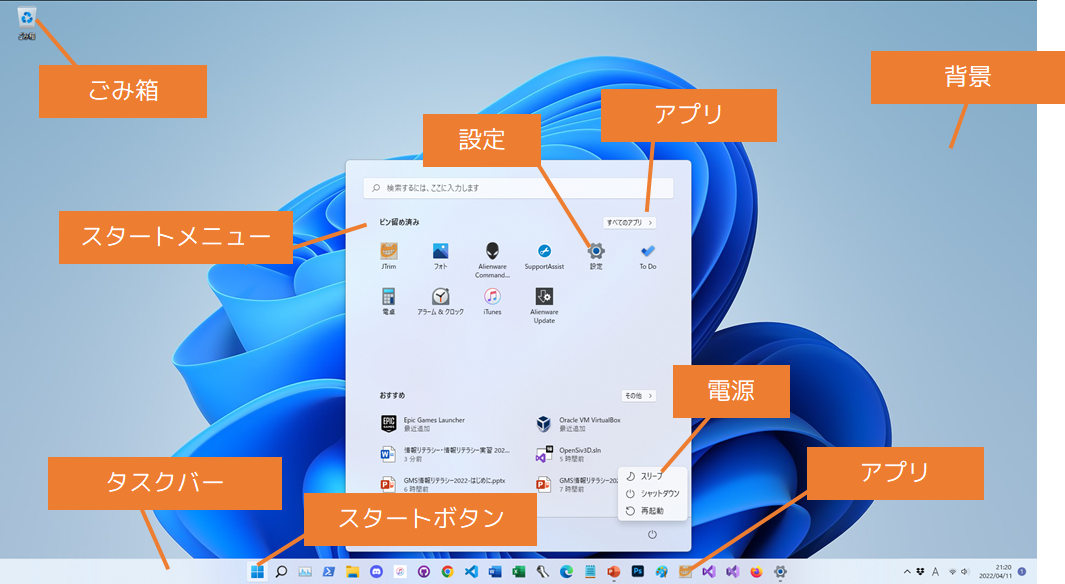 ごみ箱
ごみ箱
背景
アプリ
設定
検索するには、ここに入力します
スタートメニュー
ピン留め済み
すべてのアプリ
JTrim
フォト
Alienware
Command...
SupportAssist
設定
To Do
電卓
アラーム & クロック
iTunes
Alienware
Update
電源
おすすめ
その他
Epic Games Launcher
最近追加
Oracle VM VirtualBox
最近追加
情報リテラシー・情報リテラシー実習 202...
3 分前
OpenSiv3D.sln
5 時間前
GMS情報リテラシー2022-はじめに.pptx
6 時間前
GMS情報リテラシー202
7 時間前
スリープ
シャットダウン
再起動
アプリ
タスクバー
スタートボタン
A
21:20
2022/04/11
1